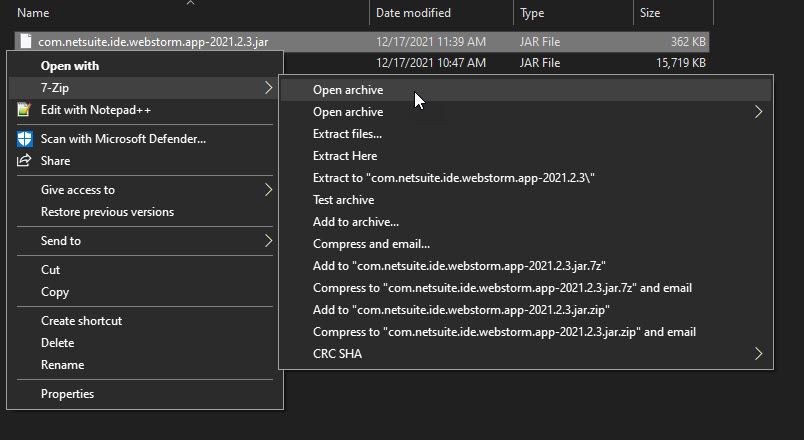 Name Date modified Type Size
com.netsuite.ide.webstorm.app-2021.2.3.jar 12/17/2021 11:39 AM JAR File 362 KB
12/17/2021 10:47 AM JAR File 15,719 KB
Open with
7-Zip
Edit with Notepad++
Scan with Microsoft Defender...
Share
Give access to
Restore previous versions
Send to
Cut
Copy
Create shortcut
Delete
Rename
Properties
Open archive
Open archive
Extract files...
Extract Here
Extract to "com.netsuite.ide.webstorm.app-2021.2.3\"
Test archive
Add to archive...
Compress and email...
Add to "com.netsuite.ide.webstorm.app-2021.2.3.jar.7z"
Compress to "com.netsuite.ide.webstorm.app-2021.2.3.jar.7z" and email
Add to "com.netsuite.ide.webstorm.app-2021.2.3.jar.zip"
Compress to "com.netsuite.ide.webstorm.app-2021.2.3.jar.zip" and email
CRC SHA